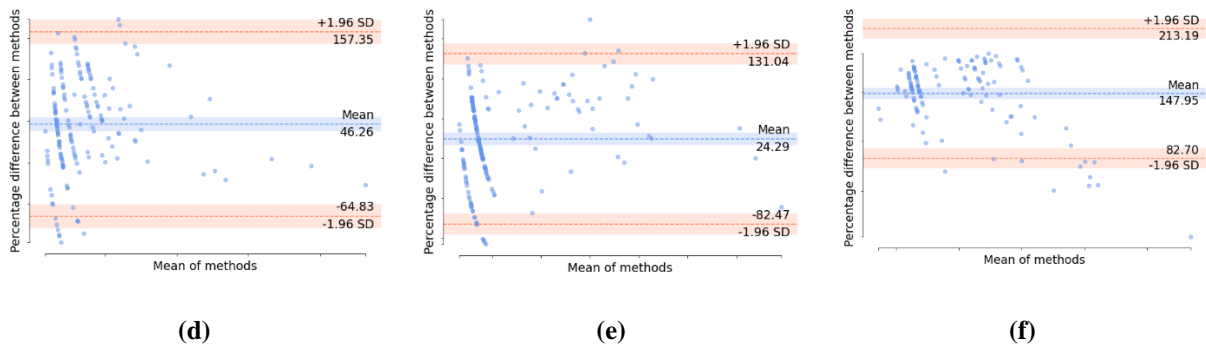 Percentage difference between methods
+1.96 SD
157.35
Mean
46.26
-64.83
-1.96 SD
Mean of methods
(d)
Percentage difference between methods
+1.96 SD
131.04
Mean
24.29
-82.47
-1.96 SD
Mean of methods
(e)
Percentage difference between methods
+1.96 SD
213.19
Mean
147.95
82.70
-1.96 SD
Mean of methods
(f)